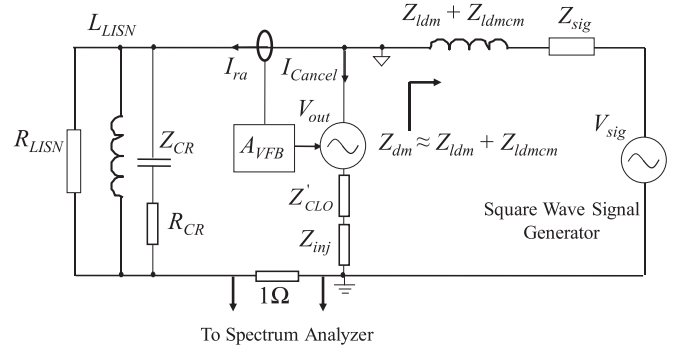 L_LISN
Z_ldm + Z_ldmcm
Z_sig
I_ra
I_Cancel
V_out
R_LISN
Z_CR
A_VFB
Z_dm ≈ Z_ldm + Z_ldmcm
V_sig
Z'_CLO
R_CR
Z_inj
Square Wave Signal
Generator
1Ω
To Spectrum Analyzer